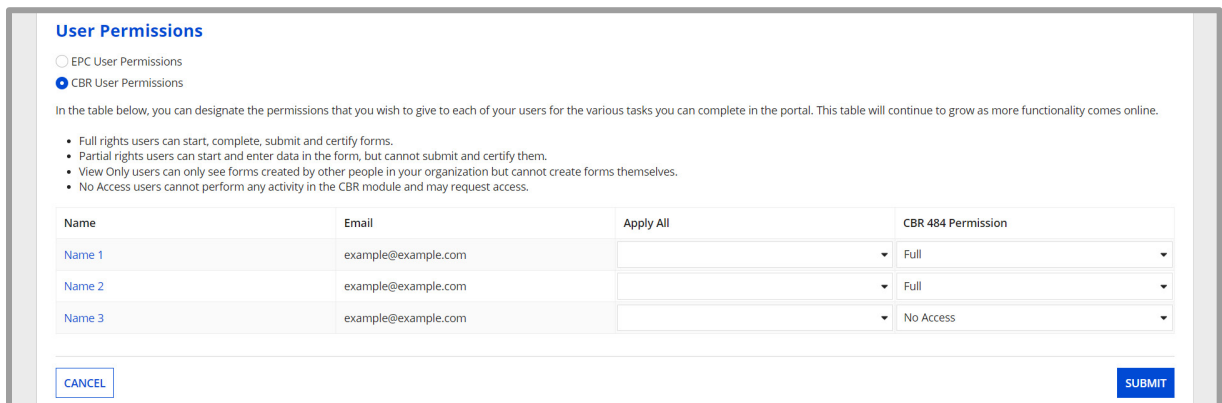 User Permissions
EPC User Permissions
CBR User Permissions
In the table below, you can designate the permissions that you wish to give to each of your users for the various tasks you can complete in the portal. This table will continue to grow as more functionality comes online.
• Full rights users can start, complete, submit and certify forms.
• Partial rights users can start and enter data in the form, but cannot submit and certify them.
• View Only users can only see forms created by other people in your organization but cannot create forms themselves.
• No Access users cannot perform any activity in the CBR module and may request access.
Name Email Apply All CBR 484 Permission
Name 1 example@example.com Full
Name 2 example@example.com Full
Name 3 example@example.com No Access
CANCEL SUBMIT